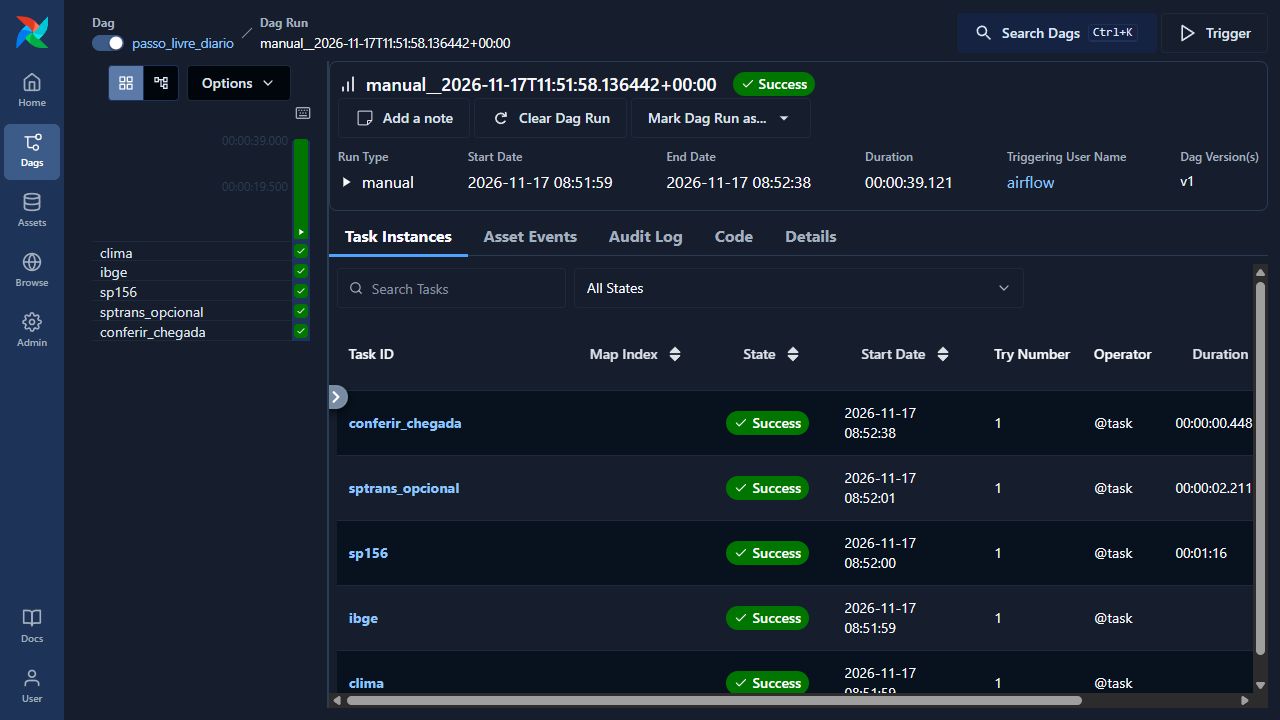 Dag
passo_livre_diario
Dag Run
manual__2026-11-17T11:51:58.136442+00:00
Search Dags Ctrl+K
Trigger
Home
Dags
Assets
Browse
Admin
Docs
User
Options
00:00:39.000
00:00:19.500
clima
ibge
sp156
sptrans_opcional
conferir_chegada
manual__2026-11-17T11:51:58.136442+00:00 Success
Add a note Clear Dag Run Mark Dag Run as...
Run Type Start Date End Date Duration Triggering User Name Dag Version(s)
manual 2026-11-17 08:51:59 2026-11-17 08:52:38 00:00:39.121 airflow v1
Task Instances Asset Events Audit Log Code Details
Search Tasks All States
Task ID Map Index State Start Date Try Number Operator Duration
conferir_chegada Success 2026-11-17 08:52:38 1 @task 00:00:00.448
sptrans_opcional Success 2026-11-17 08:52:01 1 @task 00:00:02.211
sp156 Success 2026-11-17 08:52:00 1 @task 00:01:16
ibge Success 2026-11-17 08:51:59 1 @task
clima Success 2026-11-17 08:51:59 1 @task